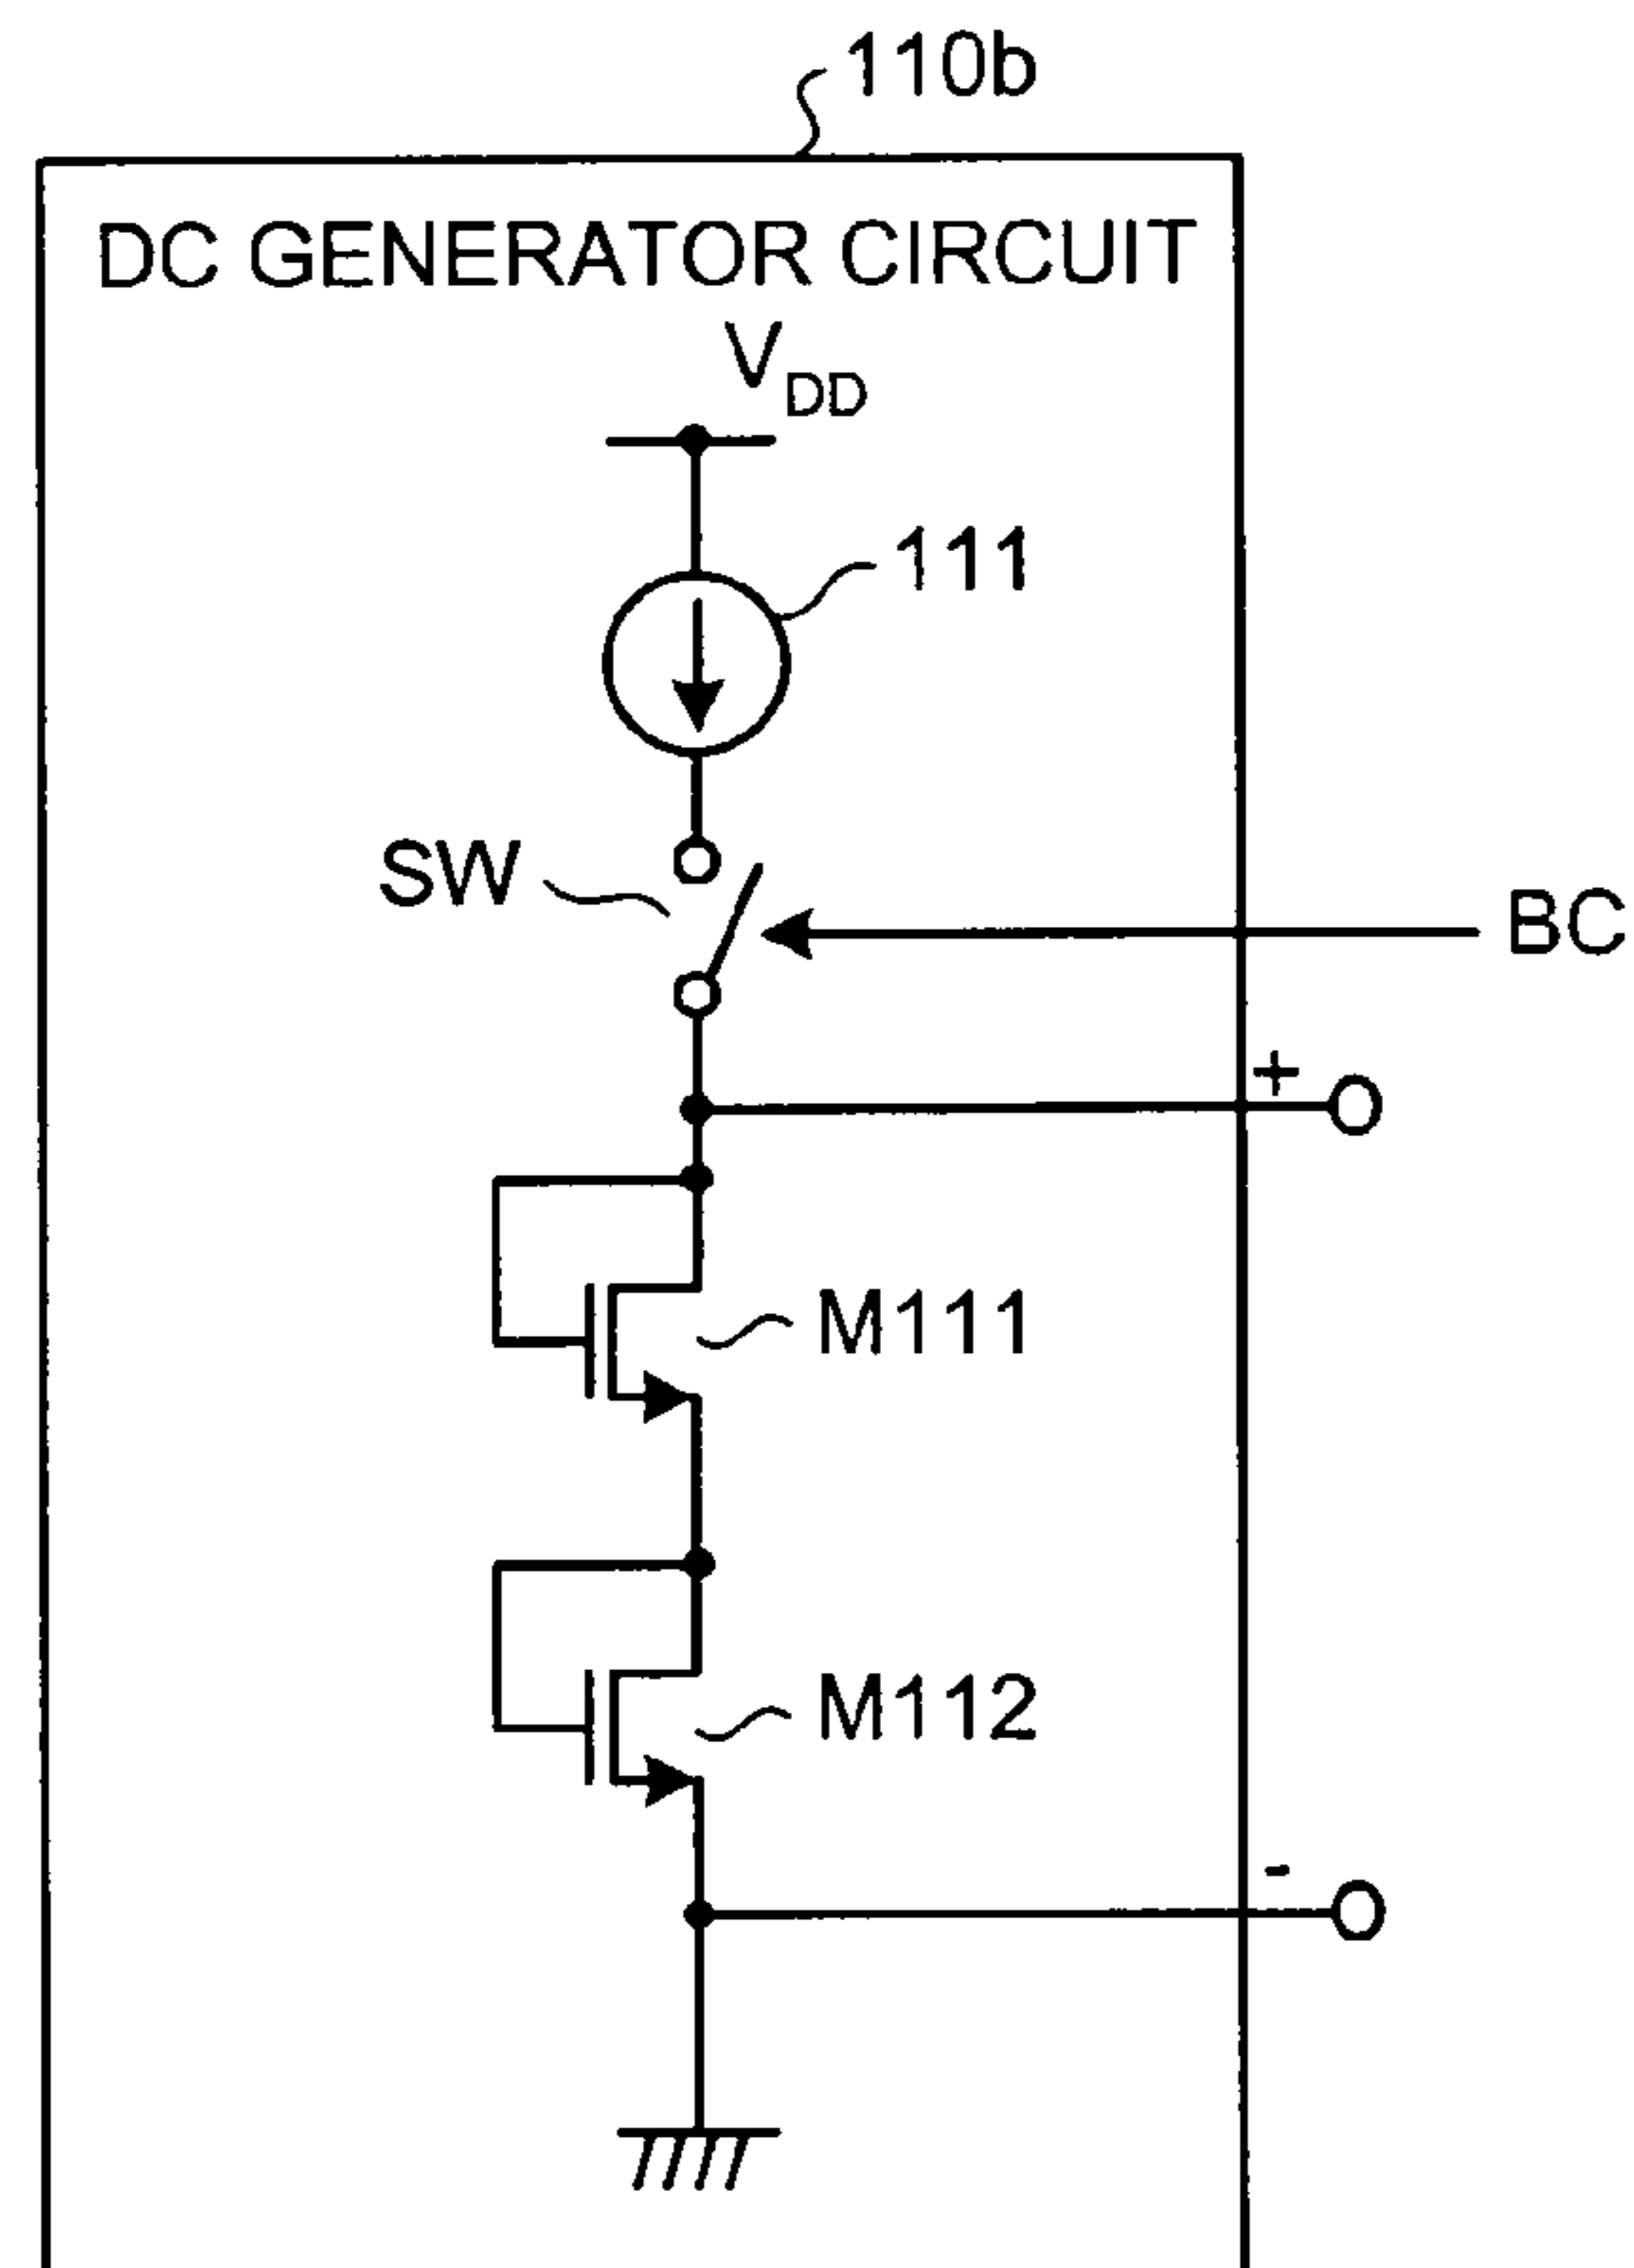 110b
DC GENERATOR CIRCUIT
VDD
111
SW
BC
+
M111
M112
-